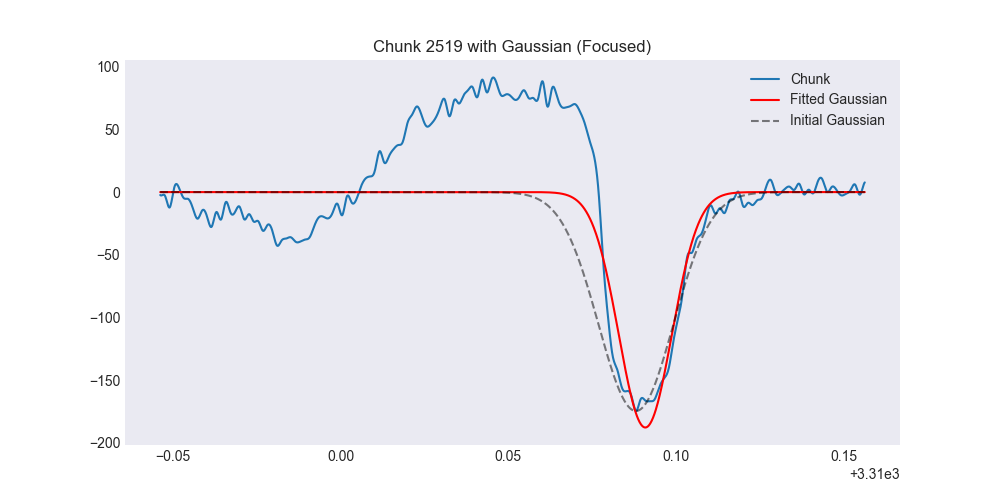 Chunk 2519 with Gaussian (Focused)
100
50
0
−50
−100
−150
−200
Chunk
Fitted Gaussian
Initial Gaussian
−0.05 0.00 0.05 0.10 0.15
+3.31e3